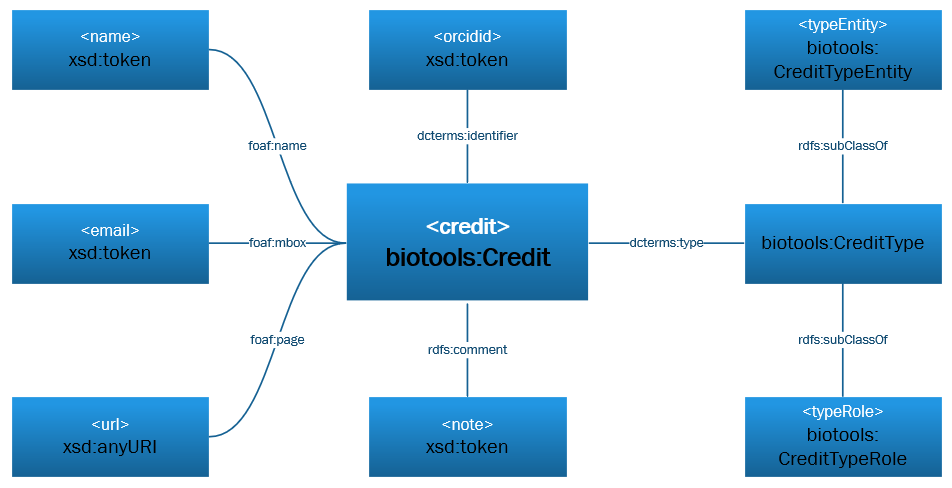 <name>
xsd:token
<orcidid>
xsd:token
<typeEntity>
biotools:
CreditTypeEntity
foaf:name
dcterms:identifier
rdfs:subClassOf
<email>
xsd:token
foaf:mbox
<credit>
biotools:Credit
dcterms:type
biotools:CreditType
foaf:page
rdfs:comment
rdfs:subClassOf
<url>
xsd:anyURI
<note>
xsd:token
<typeRole>
biotools:
CreditTypeRole